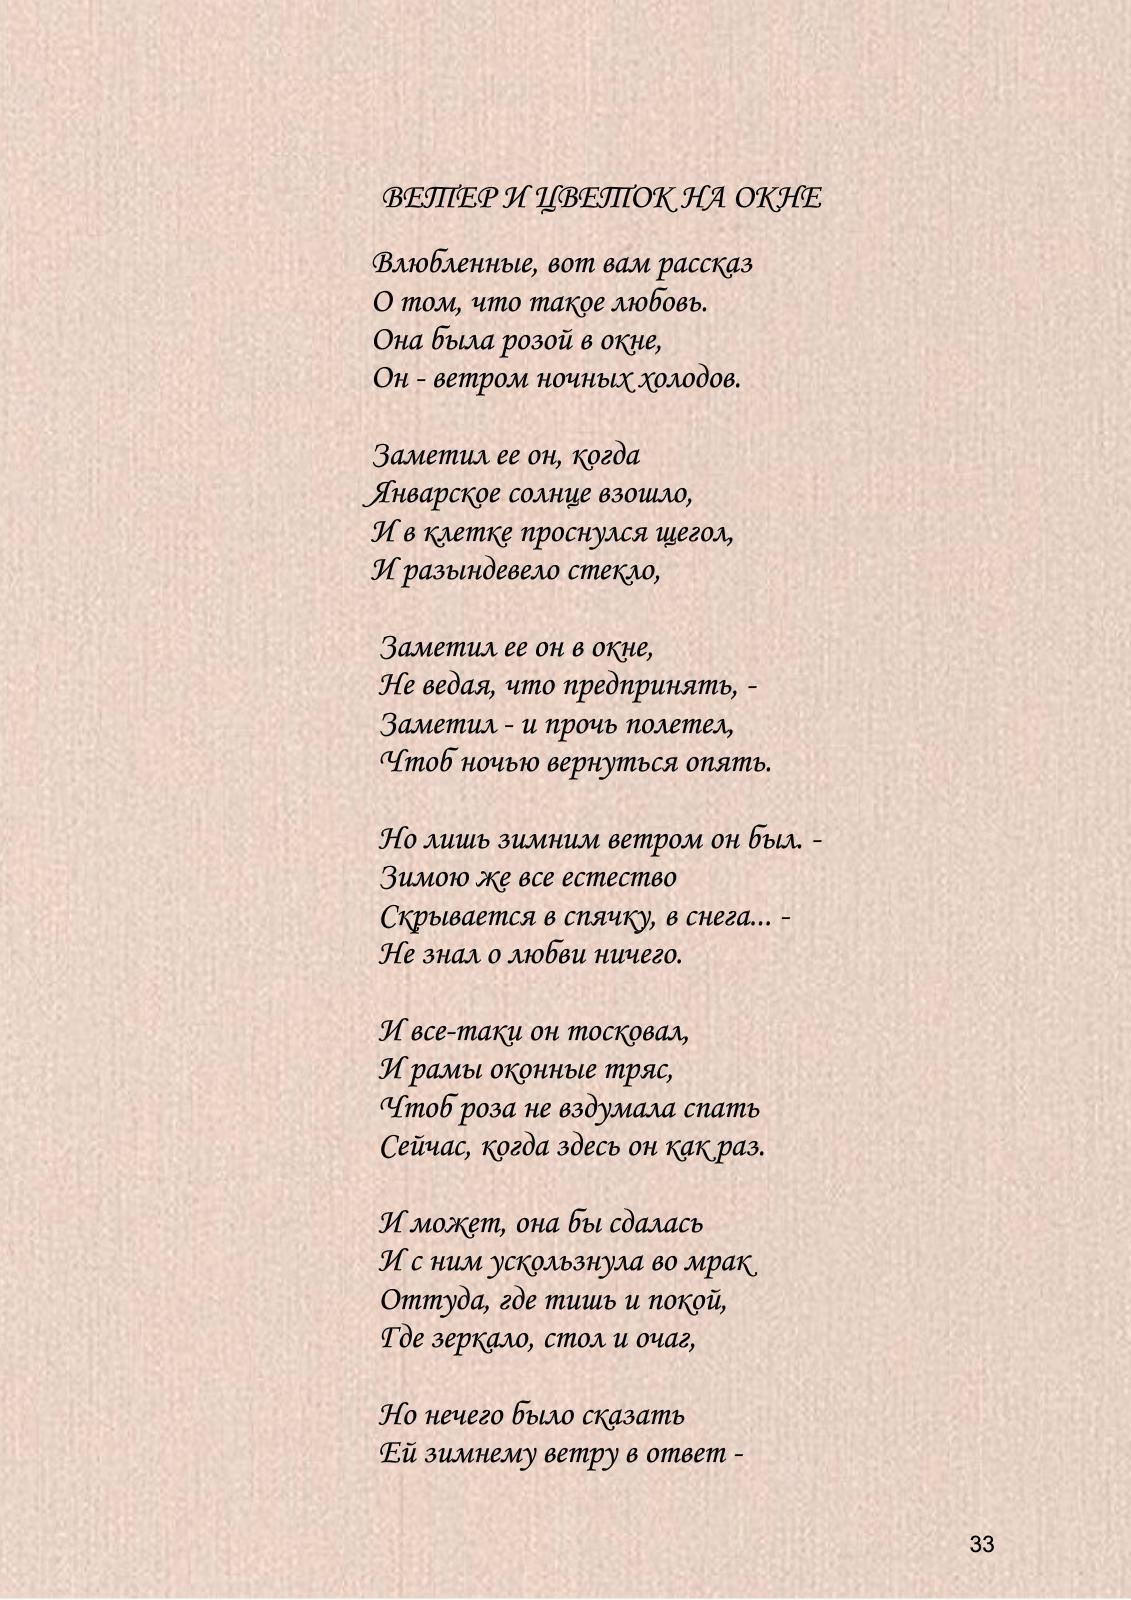 ВЕТЕР И ЦВЕТОК НА ОКНЕ
Влюбленные, вот вам рассказ
О том, что такое любовь.
Она была розой в окне,
Он - ветром ночных холодов.
Заметил ее он, когда
Январское солнце взошло,
И в клетке проснулся щегол,
И разындевело стекло,
Заметил ее он в окне,
Не ведая, что предпринять, -
Заметил - и прочь полетел,
Чтоб ночью вернуться опять.
Но лишь зимним ветром он был. -
Зимою же все естество
Скрывается в спячку, в снега... -
Не знал о любви ничего.
И все-таки он тосковал,
И рамы оконные тряс,
Чтоб роза не вздумала спать
Сейчас, когда здесь он как раз.
И может, она бы сдалась
И с ним ускользнула во мрак
Оттуда, где тишь и покой,
Где зеркало, стол и очаг,
Но нечего было сказать
Ей зимнему ветру в ответ -
33